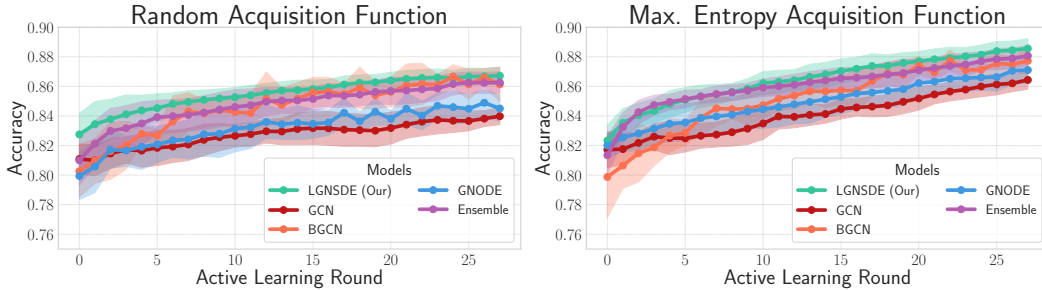 Random Acquisition Function
0.90
0.88
0.86
0.84
0.82
0.80
0.78
0.76
Accuracy
0
5
10
15
20
25
Active Learning Round
Models
LGNSDE (Our)
GCN
BGCN
GNODE
Ensemble
Max. Entropy Acquisition Function
0.90
0.88
0.86
0.84
0.82
0.80
0.78
0.76
Accuracy
0
5
10
15
20
25
Active Learning Round
Models
LGNSDE (Our)
GCN
BGCN
GNODE
Ensemble